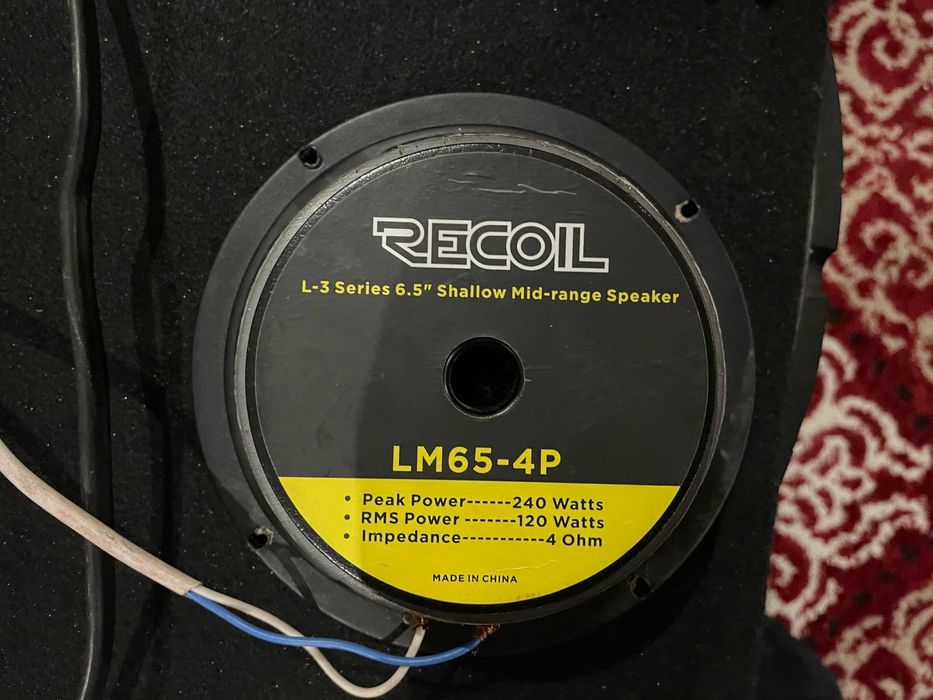 RECOIL
L-3 Series 6.5" Shallow Mid-range Speaker
LM65-4P
• Peak Power------240 Watts
• RMS Power -------120 Watts
• Impedance-----------4 Ohm
MADE IN CHINA